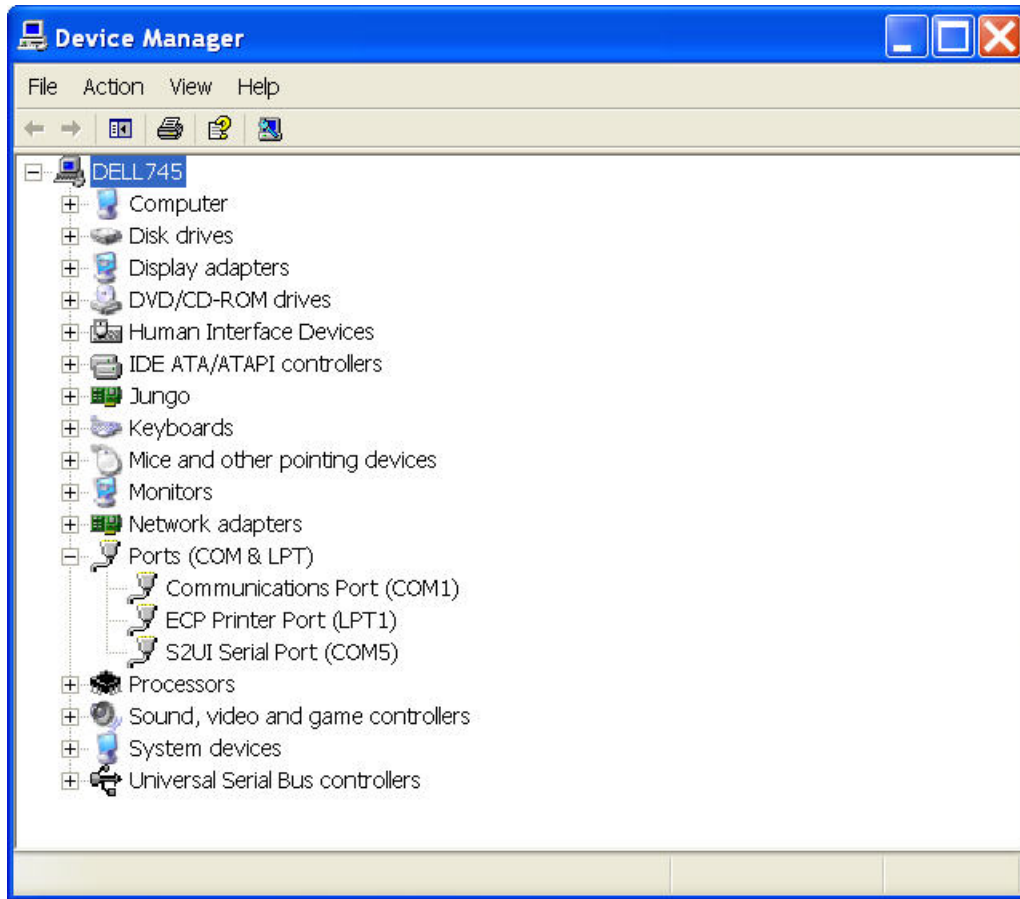 Device Manager
File Action View Help
DELL745
Computer
Disk drives
Display adapters
DVD/CD-ROM drives
Human Interface Devices
IDE ATA/ATAPI controllers
Jungo
Keyboards
Mice and other pointing devices
Monitors
Network adapters
Ports (COM & LPT)
Communications Port (COM1)
ECP Printer Port (LPT1)
S2UI Serial Port (COM5)
Processors
Sound, video and game controllers
System devices
Universal Serial Bus controllers